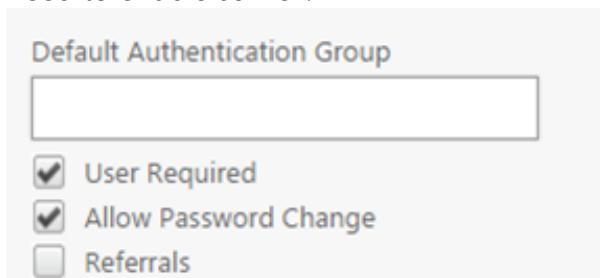 Default Authentication Group
User Required
Allow Password Change
Referrals